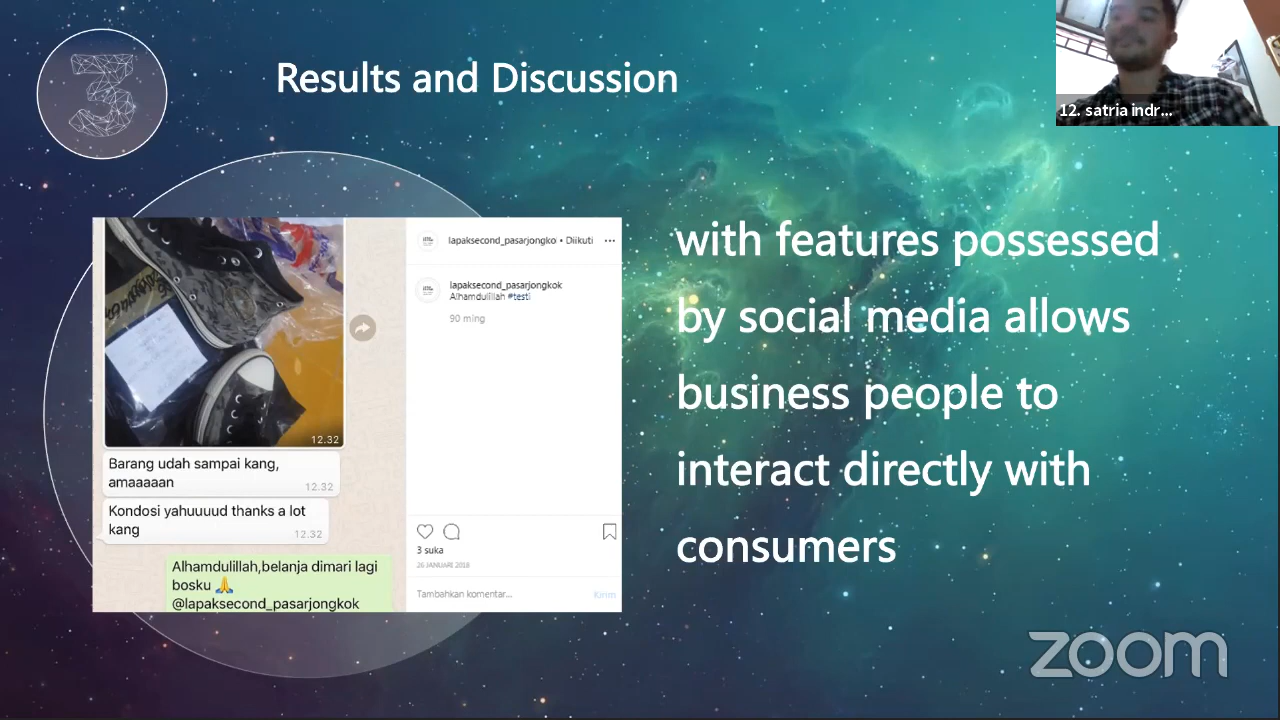 3
Results and Discussion
12. satria indr...
with features possessed
by social media allows
business people to
interact directly with
consumers
12.32
Barang udah sampai kang,
amaaaaan
12.32
Kondosi yahuuuud thanks a lot
kang
12.32
Alhamdulillah,belanja dimari lagi
bosku 🙏
@lapaksecond_pasarjongkok
lapaksecond_pasarjongko • Diikuti
lapaksecond_pasarjongkok
Alhamdulillah #testi
90 ming
3 suka
26 JANUARI 2018
Tambahkan komentar...
Kirim
zoom